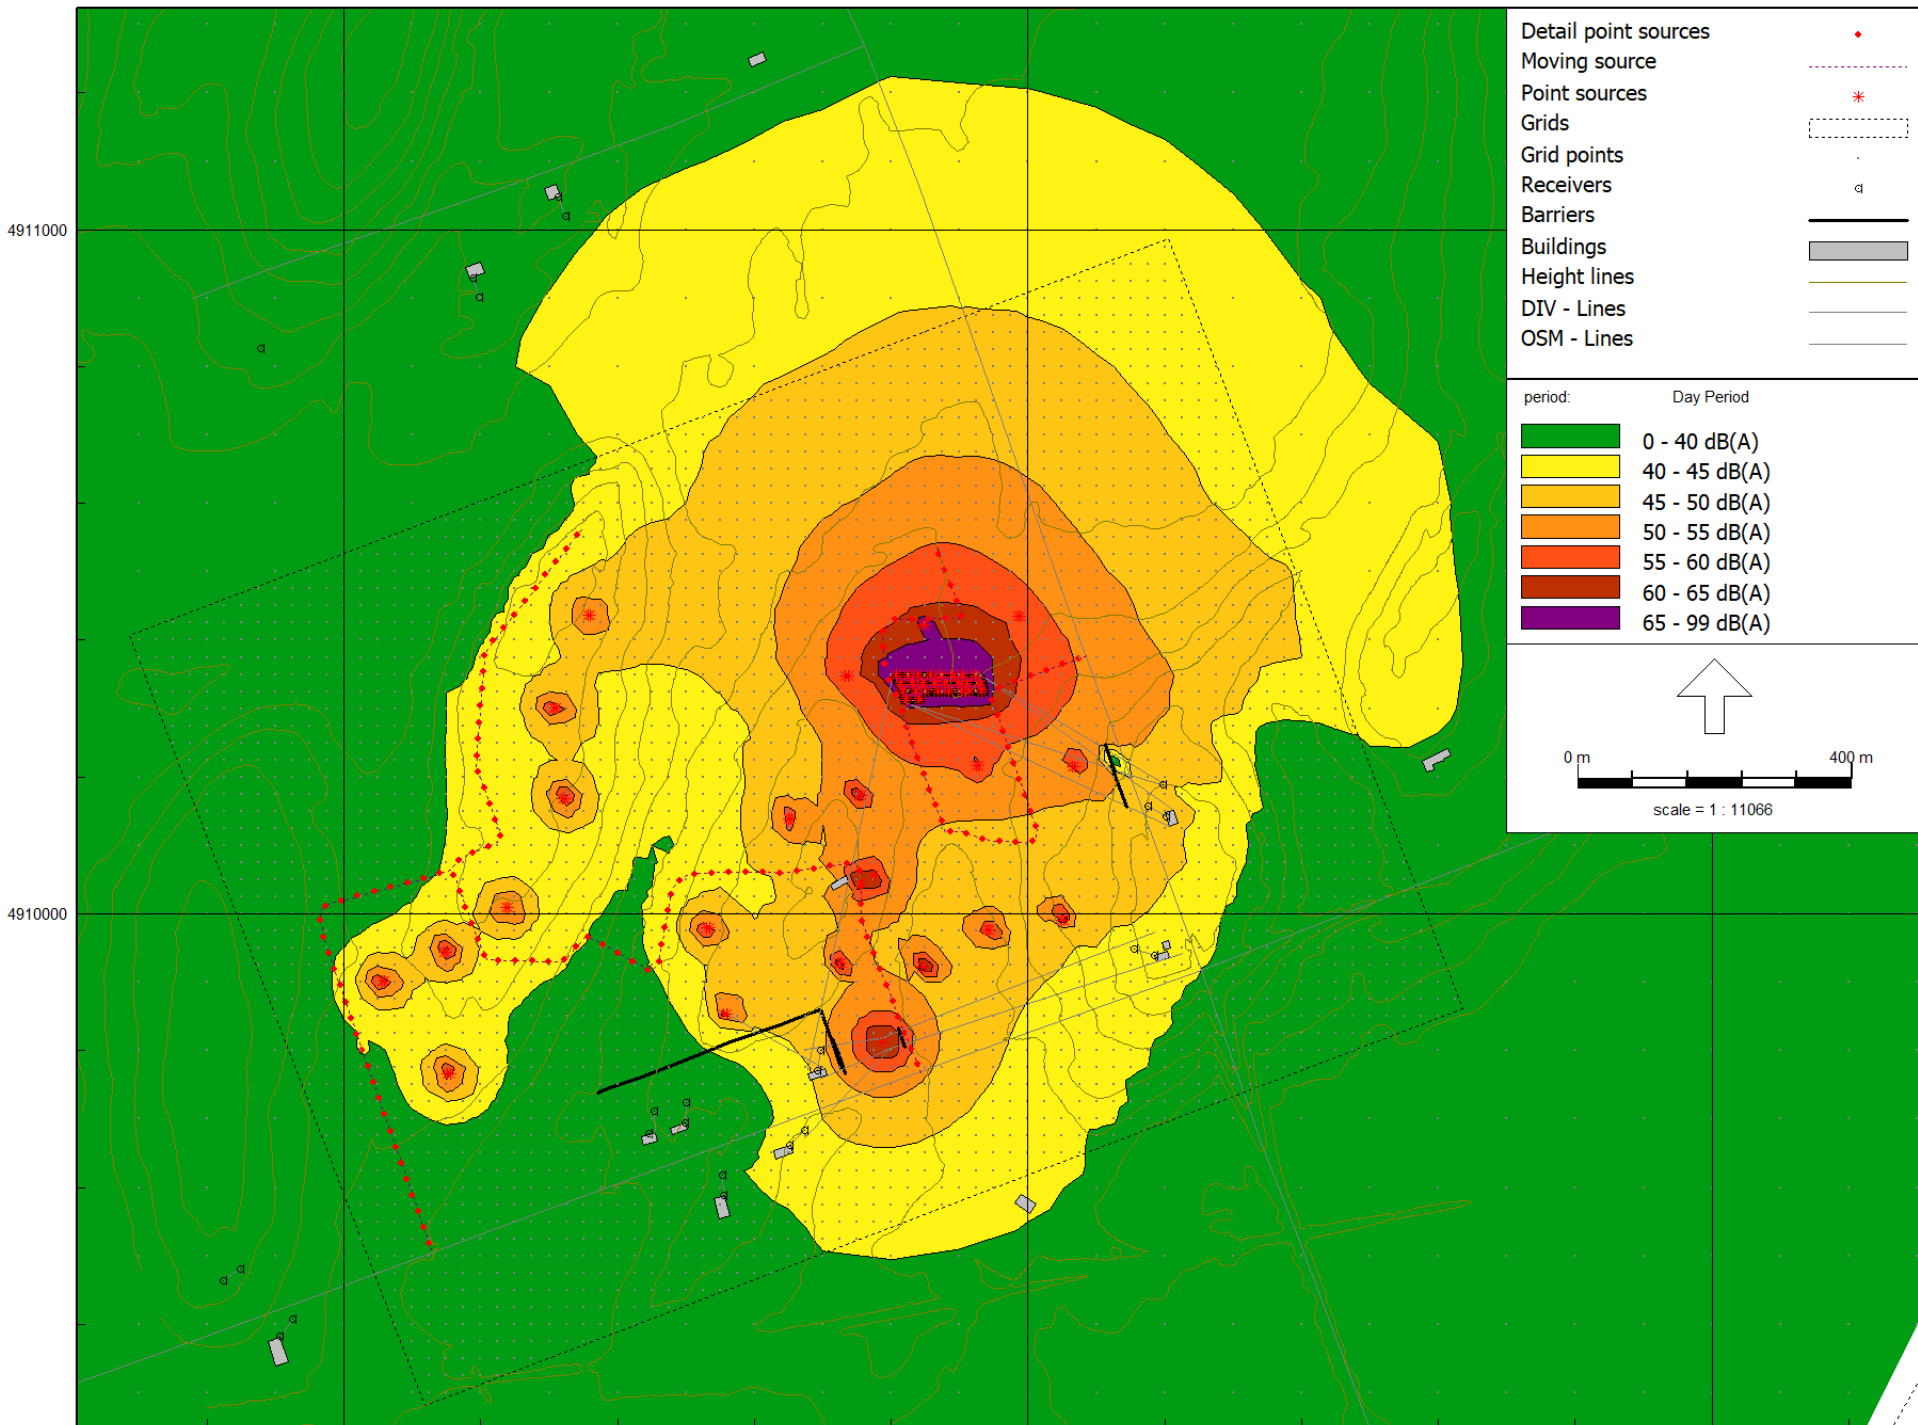 Detail point sources
Moving source
Point sources
Grids
Grid points
Receivers
Barriers
Buildings
Height lines
DIV - Lines
OSM - Lines
period: Day Period
0 - 40 dB(A)
40 - 45 dB(A)
45 - 50 dB(A)
50 - 55 dB(A)
55 - 60 dB(A)
60 - 65 dB(A)
65 - 99 dB(A)
0 m 400 m
scale = 1 : 11066
4911000
4910000